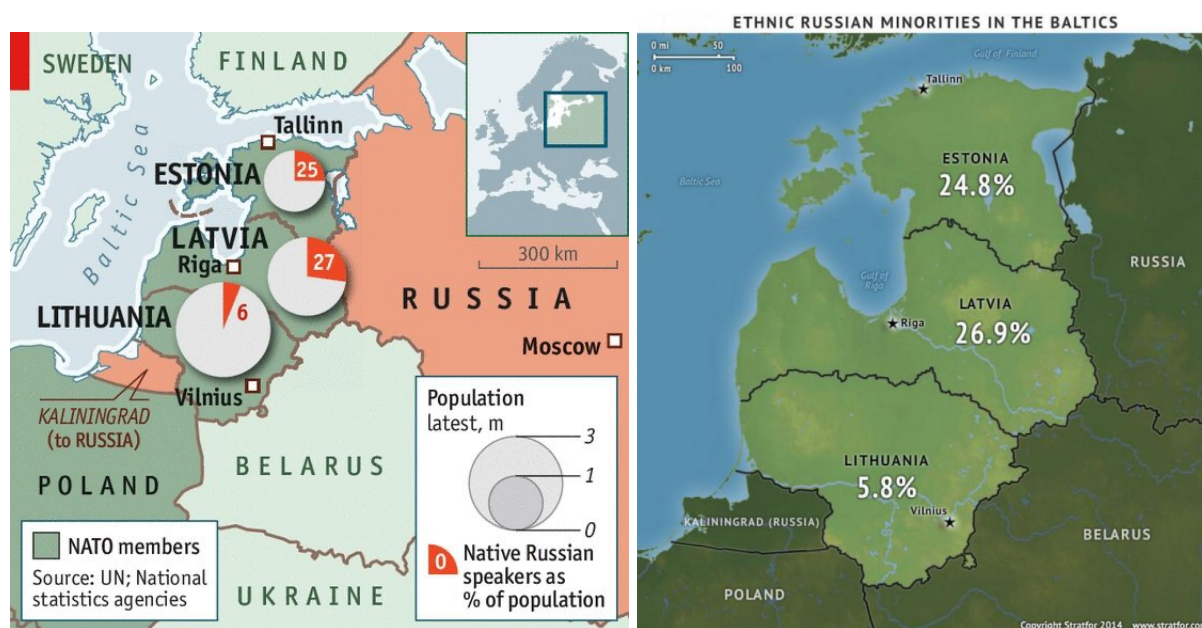 SWEDEN
FINLAND
Baltic Sea
Tallinn
ESTONIA
25
LATVIA
Riga
27
300 km
RUSSIA
LITHUANIA
6
Moscow
Vilnius
KALININGRAD
(to RUSSIA)
POLAND
BELARUS
UKRAINE
NATO members
Source: UN; National
statistics agencies
Population
latest, m
3
1
0
0
Native Russian
speakers as
% of population
ETHNIC RUSSIAN MINORITIES IN THE BALTICS
0 mi 50
0 km 100
Gulf of Finland
Tallinn
Baltic Sea
ESTONIA
24.8%
RUSSIA
Gulf of
Riga
LATVIA
26.9%
Riga
LITHUANIA
5.8%
Vilnius
KALININGRAD (RUSSIA)
BELARUS
POLAND
Copyright Stratfor 2014 www.stratfor.co